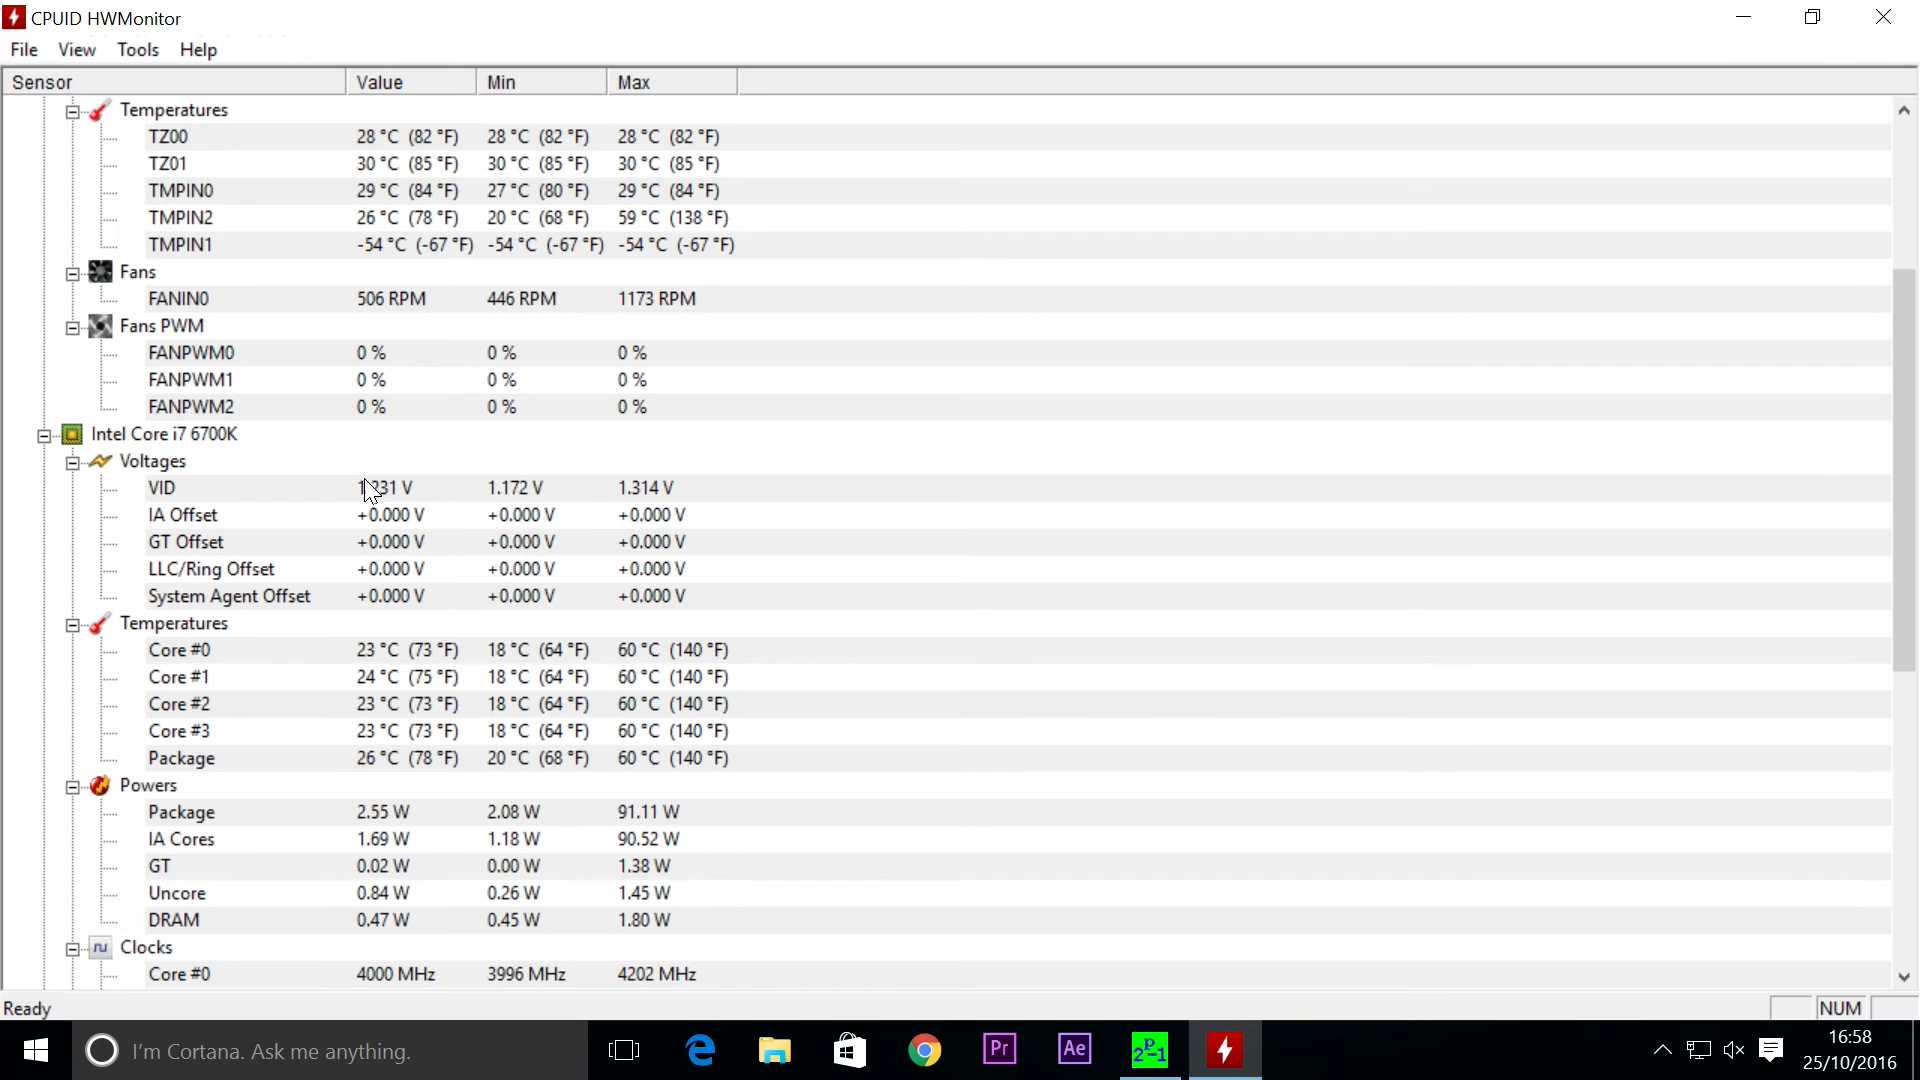 CPUID HWMonitor
File View Tools Help
Sensor Value Min Max
Temperatures
TZ00 28 °C (82 °F) 28 °C (82 °F) 28 °C (82 °F)
TZ01 30 °C (85 °F) 30 °C (85 °F) 30 °C (85 °F)
TMPIN0 29 °C (84 °F) 27 °C (80 °F) 29 °C (84 °F)
TMPIN2 26 °C (78 °F) 20 °C (68 °F) 59 °C (138 °F)
TMPIN1 -54 °C (-67 °F) -54 °C (-67 °F) -54 °C (-67 °F)
Fans
FANIN0 506 RPM 446 RPM 1173 RPM
Fans PWM
FANPWM0 0 % 0 % 0 %
FANPWM1 0 % 0 % 0 %
FANPWM2 0 % 0 % 0 %
Intel Core i7 6700K
Voltages
VID 1.231 V 1.172 V 1.314 V
IA Offset +0.000 V +0.000 V +0.000 V
GT Offset +0.000 V +0.000 V +0.000 V
LLC/Ring Offset +0.000 V +0.000 V +0.000 V
System Agent Offset +0.000 V +0.000 V +0.000 V
Temperatures
Core #0 23 °C (73 °F) 18 °C (64 °F) 60 °C (140 °F)
Core #1 24 °C (75 °F) 18 °C (64 °F) 60 °C (140 °F)
Core #2 23 °C (73 °F) 18 °C (64 °F) 60 °C (140 °F)
Core #3 23 °C (73 °F) 18 °C (64 °F) 60 °C (140 °F)
Package 26 °C (78 °F) 20 °C (68 °F) 60 °C (140 °F)
Powers
Package 2.55 W 2.08 W 91.11 W
IA Cores 1.69 W 1.18 W 90.52 W
GT 0.02 W 0.00 W 1.38 W
Uncore 0.84 W 0.26 W 1.45 W
DRAM 0.47 W 0.45 W 1.80 W
Clocks
Core #0 4000 MHz 3996 MHz 4202 MHz
Ready NUM
I'm Cortana. Ask me anything. Pr Ae 2^P-1 16:58
25/10/2016